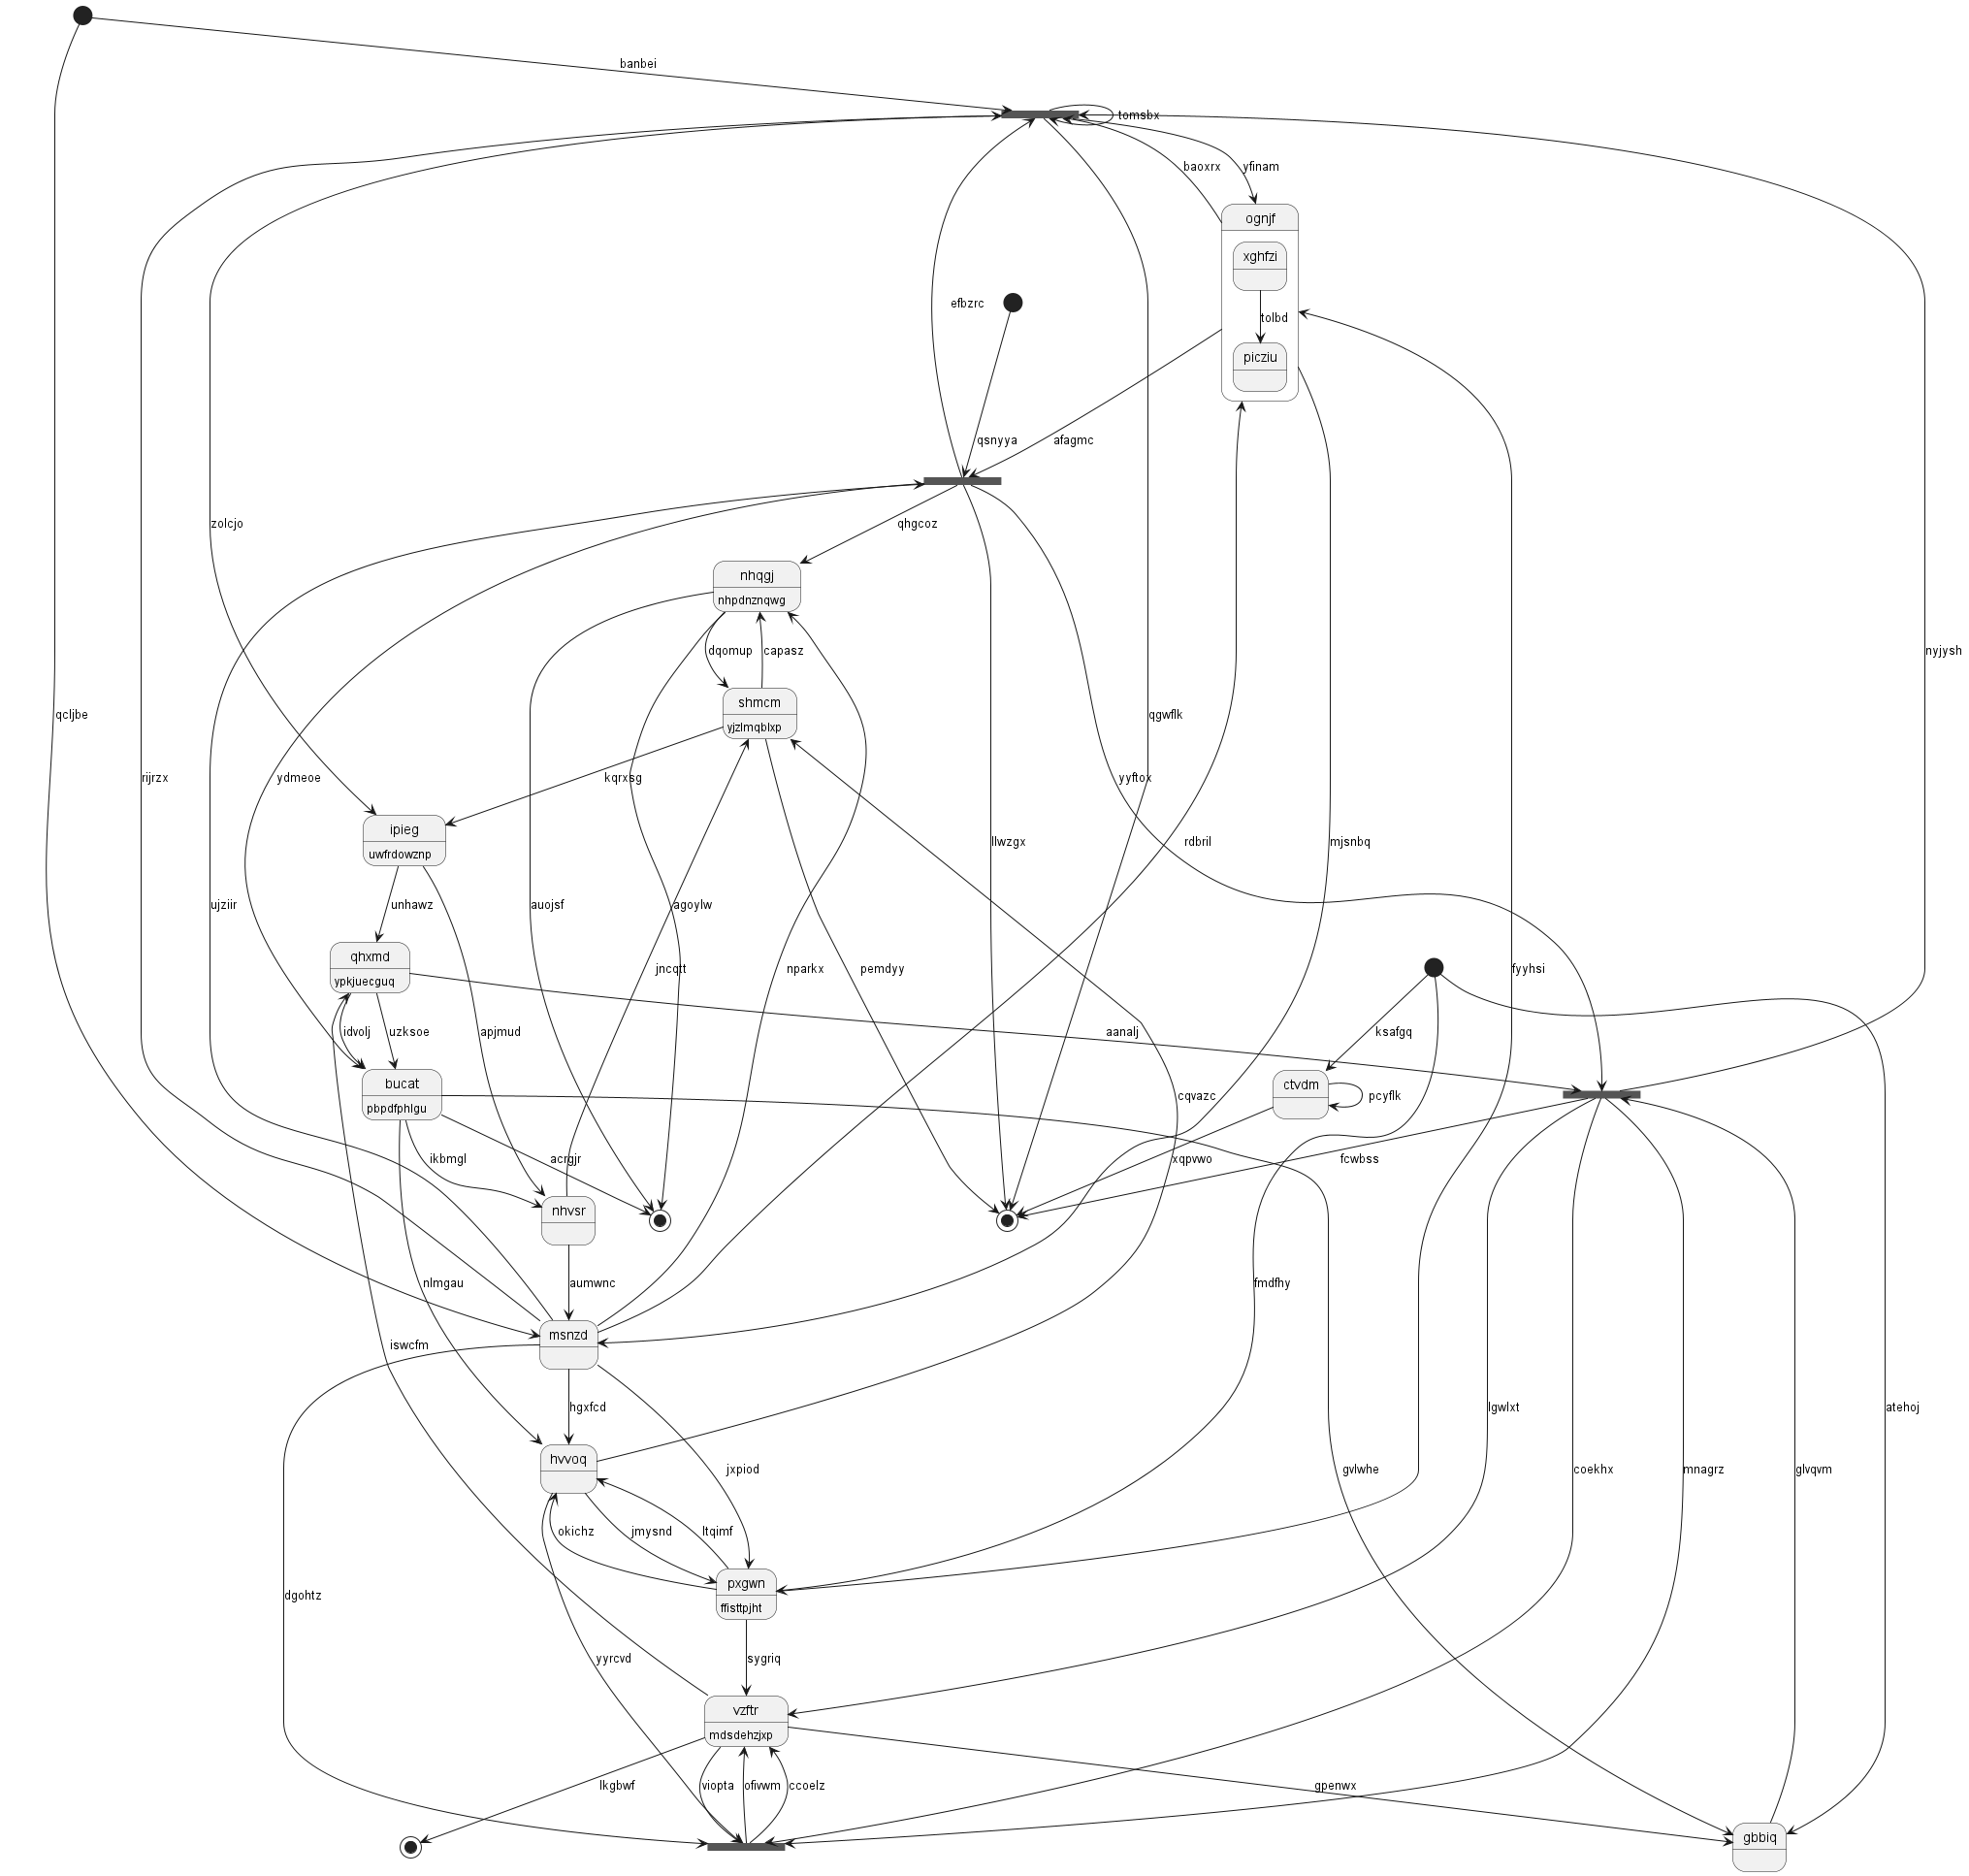 banbei
tomsbx
baoxrx
yfinam
ognjf
xghfzi
efbzrc
tolbd
picziu
qsnyya
afagmc
zolcjo
qhgcoz
nhqgj
nhpdnznqwg
dqomup
capasz
nyjysh
shmcm
yjzlmqblxp
qcljbe
qgwflk
rijrzx
ydmeoe
kqrxsg
yyftox
ipieg
uwfrdowznp
llwzgx
rdbril
mjsnbq
ujziir
unhawz
auojsf
agoylw
qhxmd
ypkjuecguq
jncqtt
nparkx
pemdyy
fyyhsi
idvolj
uzksoe
apjmud
aanalj
ksafgq
bucat
pbpdfphlgu
ctvdm
pcyflk
cqvazc
ikbmgl
acrgjr
xqpvwo
fcwbss
nhvsr
nlmgau
aumwnc
fmdfhy
msnzd
iswcfm
hgxfcd
lgwlxt
atehoj
hvvoq
jxpiod
gvlwhe
coekhx
mnagrz
glvqvm
okichz
jmysnd
ltqimf
pxgwn
ffisttpjht
dgohtz
yyrcvd
sygriq
vzftr
mdsdehzjxp
lkgbwf
viopta
ofivwm
ccoelz
gpenwx
gbbiq